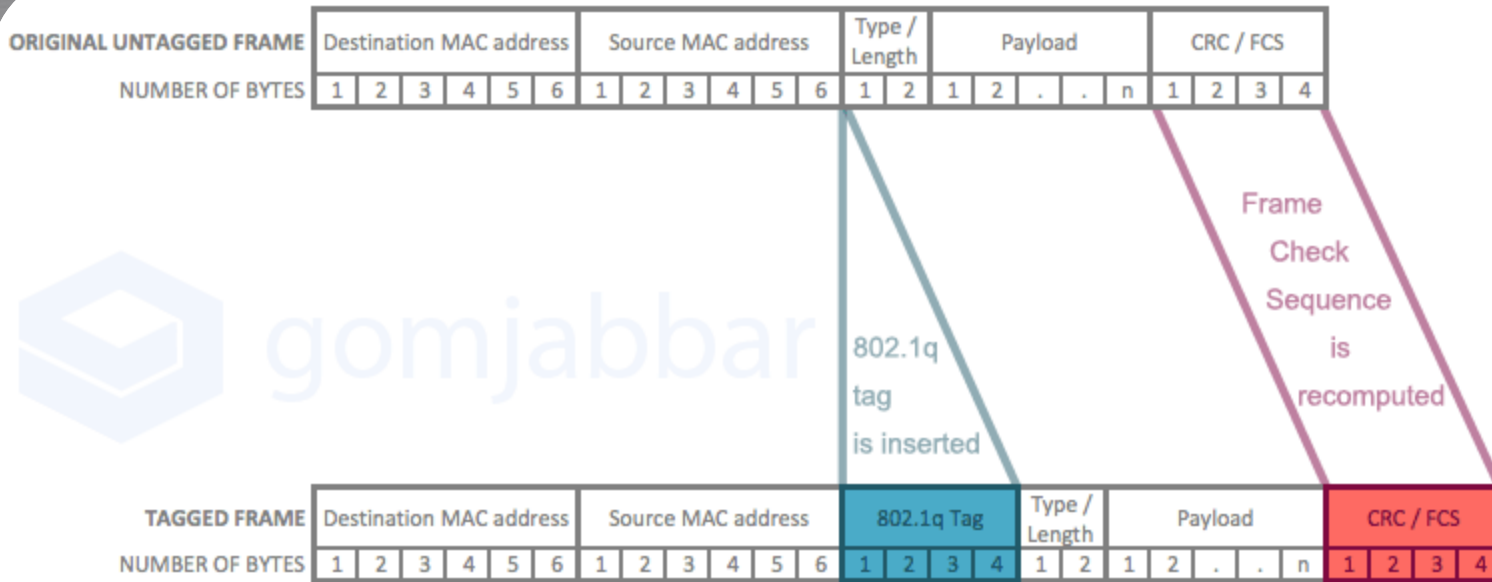 ORIGINAL UNTAGGED FRAME Destination MAC address Source MAC address Type / Length Payload CRC / FCS
NUMBER OF BYTES 1 2 3 4 5 6 1 2 3 4 5 6 1 2 1 2 . . n 1 2 3 4
802.1q
tag
is inserted
Frame
Check
Sequence
is
recomputed
gomjabbar
TAGGED FRAME Destination MAC address Source MAC address 802.1q Tag Type / Length Payload CRC / FCS
NUMBER OF BYTES 1 2 3 4 5 6 1 2 3 4 5 6 1 2 3 4 1 2 1 2 . . n 1 2 3 4